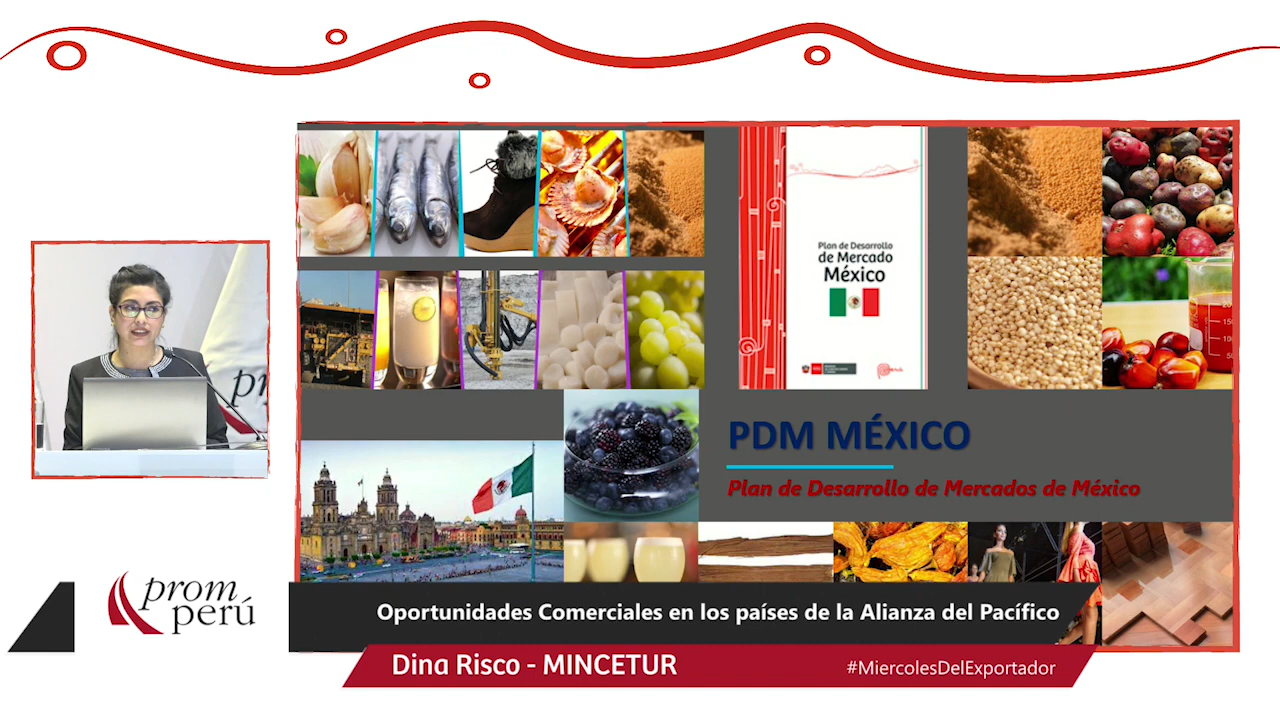 Plan de Desarrollo
de Mercado
México
PDM MÉXICO
Plan de Desarrollo de Mercados de México
prom
perú
Oportunidades Comerciales en los países de la Alianza del Pacífico
Dina Risco - MINCETUR
#MiercolesDelExportador